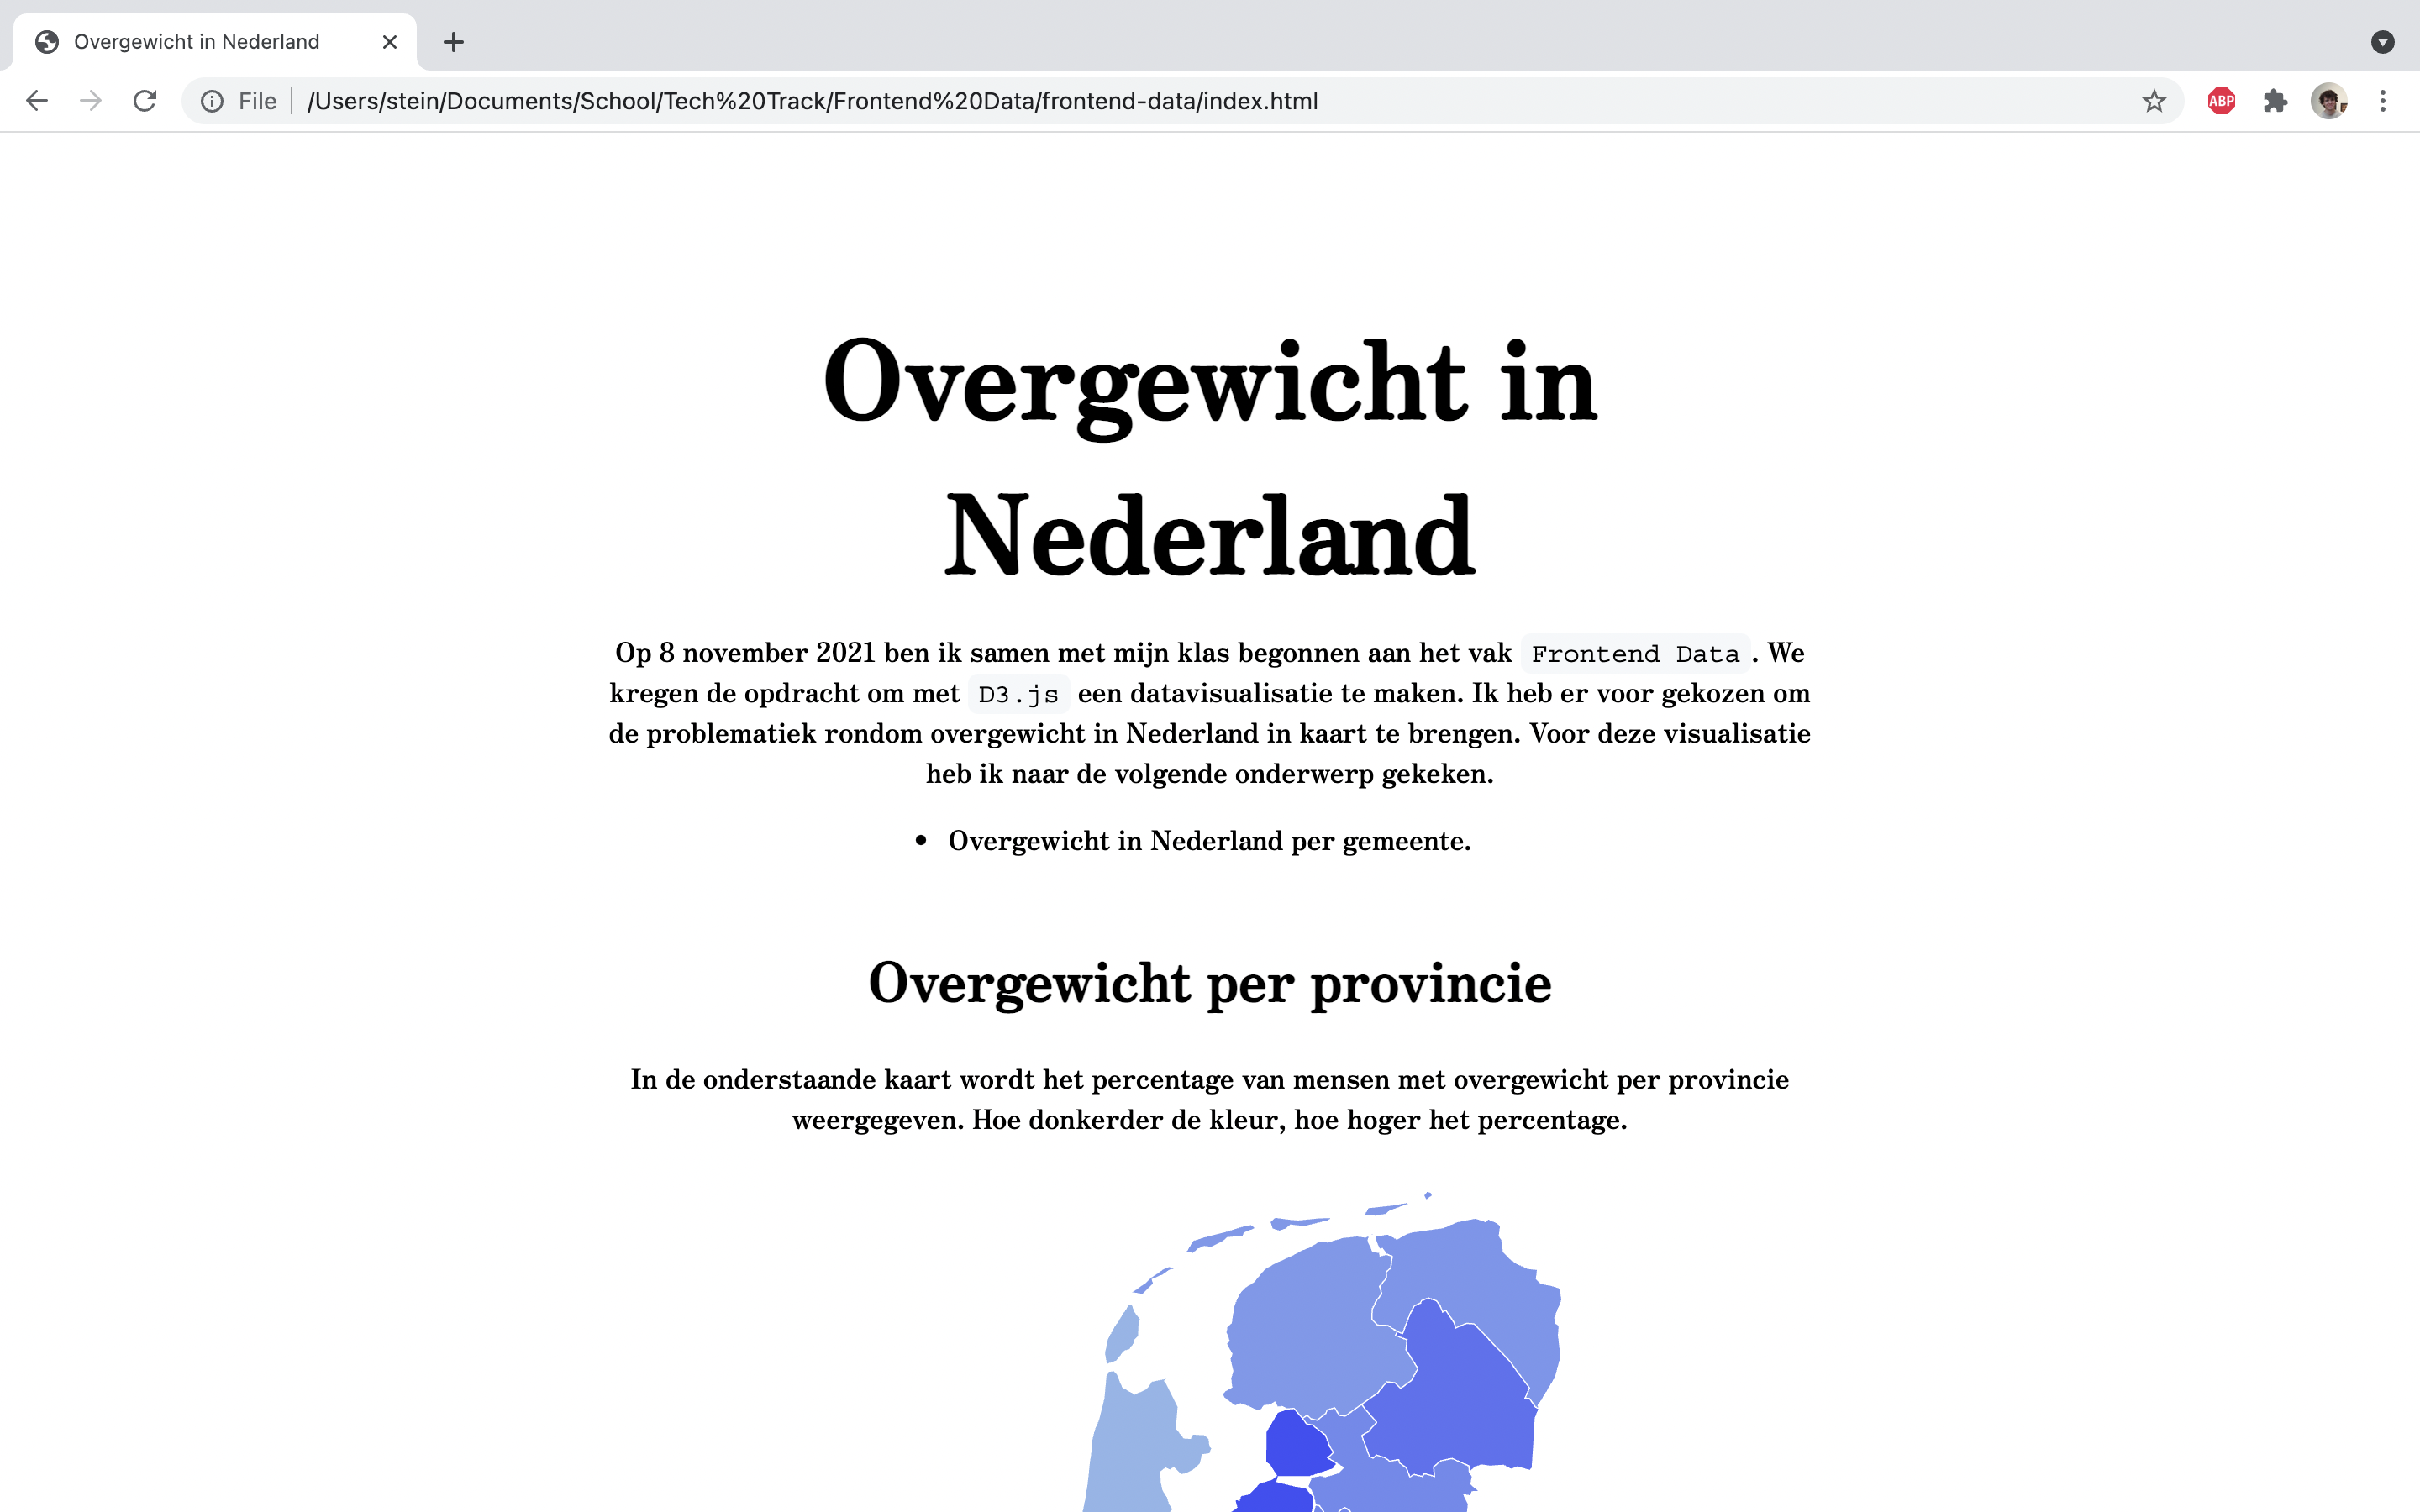 Overgewicht in Nederland
File
/Users/stein/Documents/School/Tech%20Track/Frontend%20Data/frontend-data/index.html
ABP
Overgewicht in
Nederland
Op 8 november 2021 ben ik samen met mijn klas begonnen aan het vak Frontend Data. We
kregen de opdracht om met D3.js een datavisualisatie te maken. Ik heb er voor gekozen om
de problematiek rondom overgewicht in Nederland in kaart te brengen. Voor deze visualisatie
heb ik naar de volgende onderwerp gekeken.
• Overgewicht in Nederland per gemeente.
Overgewicht per provincie
In de onderstaande kaart wordt het percentage van mensen met overgewicht per provincie
weergegeven. Hoe donkerder de kleur, hoe hoger het percentage.